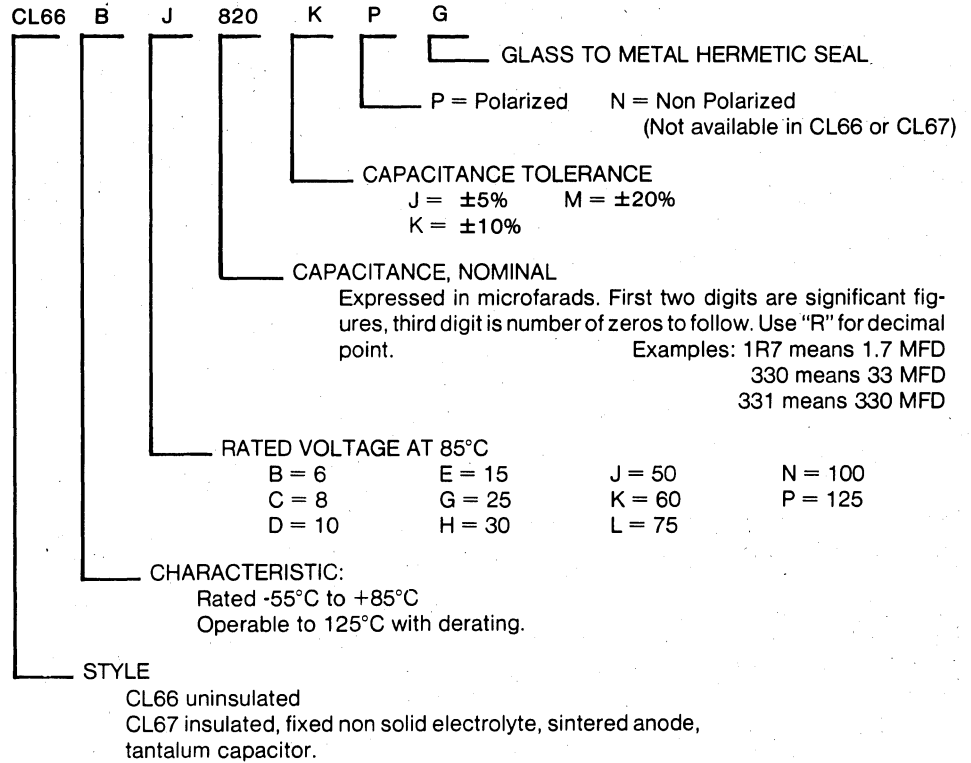 CL66 B J 820 K P G
GLASS TO METAL HERMETIC SEAL
P = Polarized N = Non Polarized
(Not available in CL66 or CL67)
CAPACITANCE TOLERANCE
J = ±5% M = ±20%
K = ±10%
CAPACITANCE, NOMINAL
Expressed in microfarads. First two digits are significant fig-
ures, third digit is number of zeros to follow. Use "R" for decimal
point. Examples: 1R7 means 1.7 MFD
330 means 33 MFD
331 means 330 MFD
RATED VOLTAGE AT 85°C
B = 6 E = 15 J = 50 N = 100
C = 8 G = 25 K = 60 P = 125
D = 10 H = 30 L = 75
CHARACTERISTIC:
Rated -55°C to +85°C
Operable to 125°C with derating.
STYLE
CL66 uninsulated
CL67 insulated, fixed non solid electrolyte, sintered anode,
tantalum capacitor.